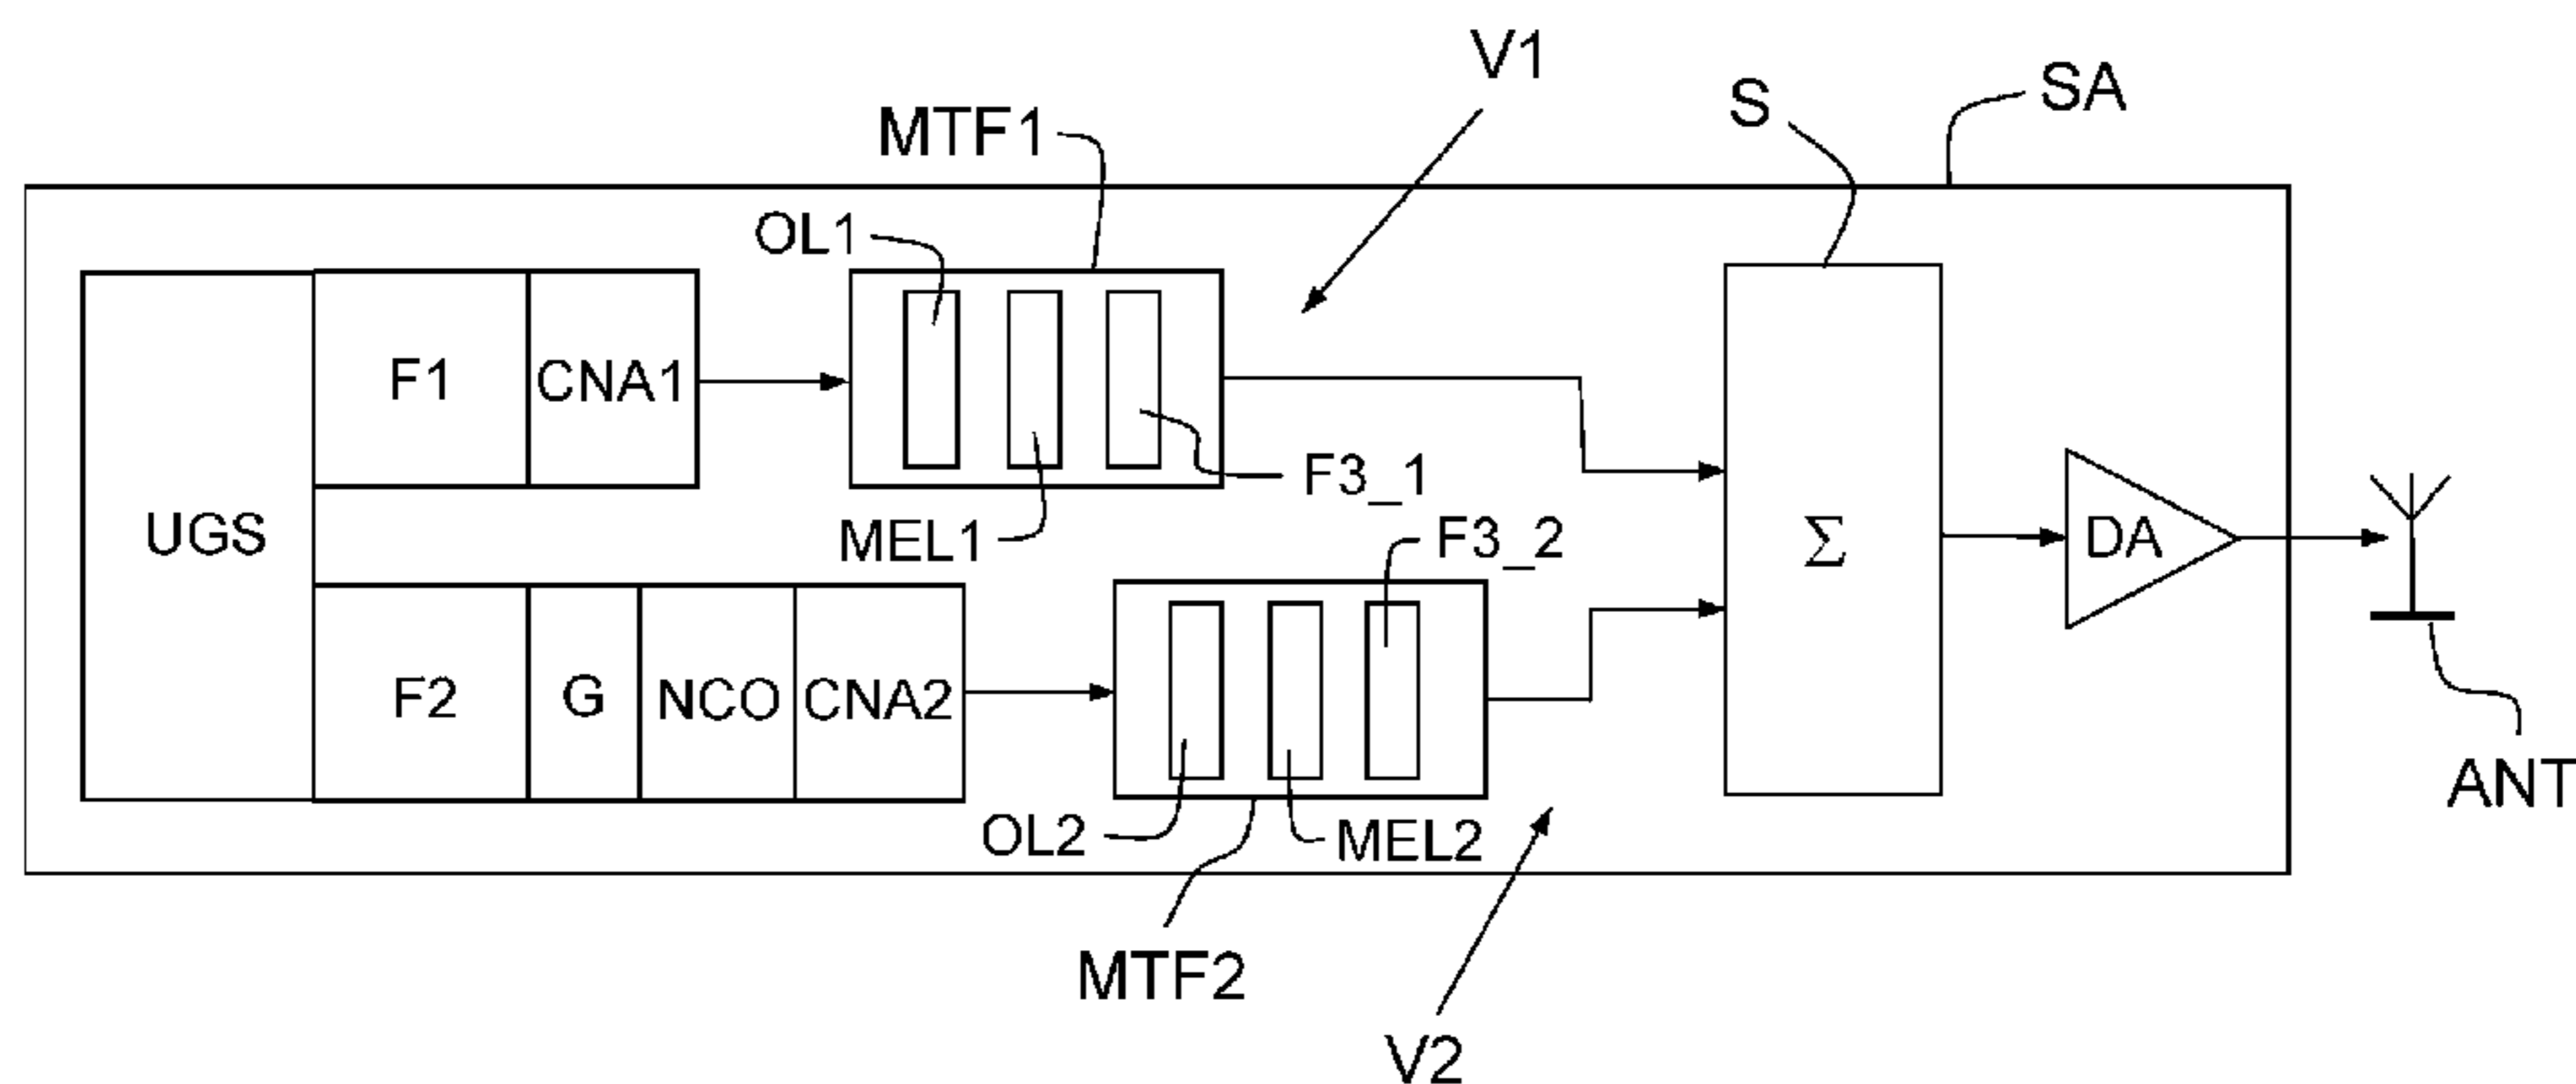 V1
S
SA
MTF1
OL1
F1
CNA1
F3_1
UGS
MEL1
F3_2
Σ
DA
F2
G
NCO
CNA2
OL2
MEL2
ANT
MTF2
V2